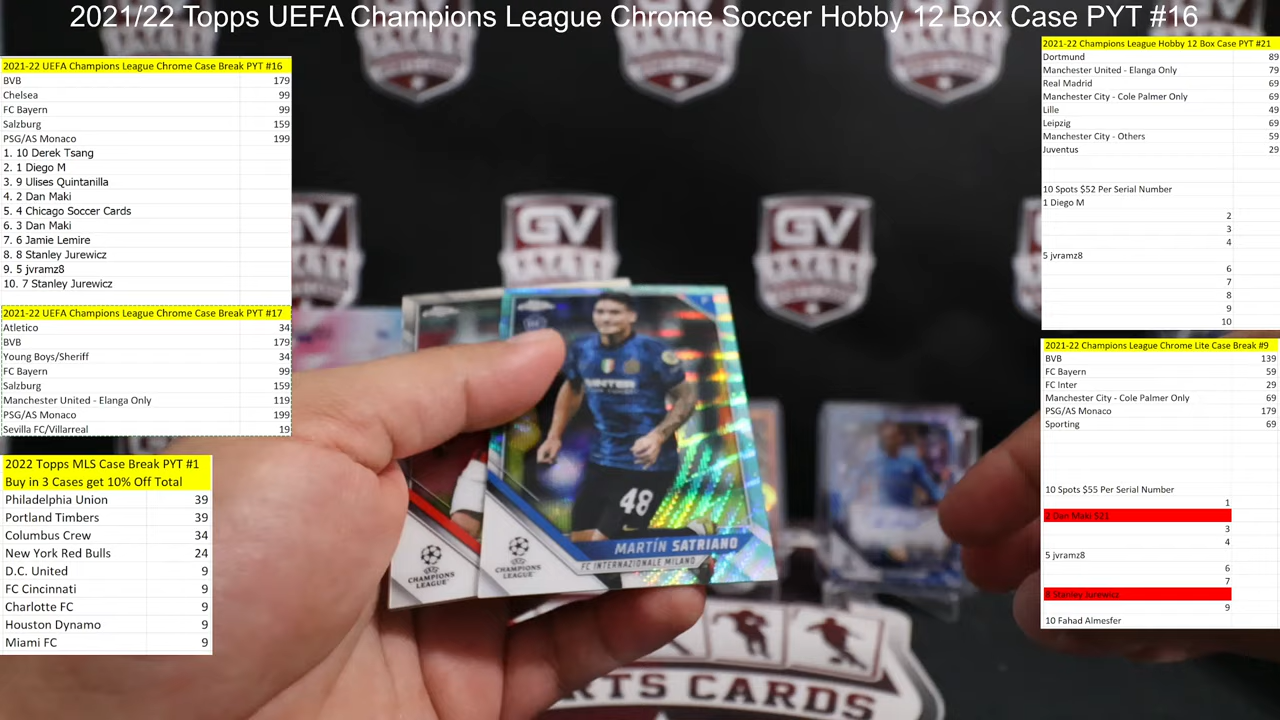 2021/22 Topps UEFA Champions League Chrome Soccer Hobby 12 Box Case PYT #16
2021-22 UEFA Champions League Chrome Case Break PYT #16
BVB 179
Chelsea 99
FC Bayern 99
Salzburg 159
PSG/AS Monaco 199
1. 10 Derek Tsang
2. 1 Diego M
3. 9 Ulises Quintanilla
4. 2 Dan Maki
5. 4 Chicago Soccer Cards
6. 3 Dan Maki
7. 6 Jamie Lemire
8. 8 Stanley Jurewicz
9. 5 jvramz8
10. 7 Stanley Jurewicz
2021-22 UEFA Champions League Chrome Case Break PYT #17
Atletico 34
BVB 179
Young Boys/Sheriff 34
FC Bayern 99
Salzburg 159
Manchester United - Elanga Only 119
PSG/AS Monaco 199
Sevilla FC/Villarreal 19
2022 Topps MLS Case Break PYT #1
Buy in 3 Cases get 10% Off Total
Philadelphia Union 39
Portland Timbers 39
Columbus Crew 34
New York Red Bulls 24
D.C. United 9
FC Cincinnati 9
Charlotte FC 9
Houston Dynamo 9
Miami FC 9
GV
GV
GV
48
MARTÍN SATRIANO
FC INTERNAZIONALE MILANO
CHAMPIONS LEAGUE
CHAMPIONS LEAGUE
RTS CARDS
2021-22 Champions League Hobby 12 Box Case PYT #21
Dortmund 89
Manchester United - Elanga Only 79
Real Madrid 69
Manchester City - Cole Palmer Only 69
Lille 49
Leipzig 69
Manchester City - Others 59
Juventus 29
10 Spots $52 Per Serial Number
1 Diego M
2
3
4
5 jvramz8
6
7
8
9
10
2021-22 Champions League Chrome Lite Case Break #9
BVB 139
FC Bayern 59
FC Inter 29
Manchester City - Cole Palmer Only 69
PSG/AS Monaco 179
Sporting 69
10 Spots $55 Per Serial Number
1
2 Dan Maki $21
3
4
5 jvramz8
6
7
8 Stanley Jurewicz
9
10 Fahad Almesfer